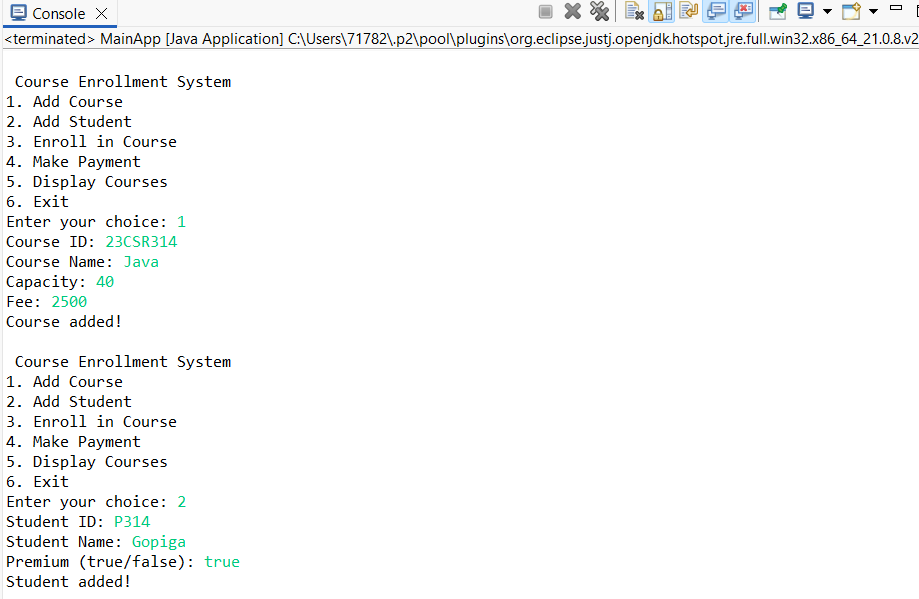 Console
<terminated> MainApp [Java Application] C:\Users\71782\.p2\pool\plugins\org.eclipse.justj.openjdk.hotspot.jre.full.win32.x86_64_21.0.8.v2
Course Enrollment System
1. Add Course
2. Add Student
3. Enroll in Course
4. Make Payment
5. Display Courses
6. Exit
Enter your choice: 1
Course ID: 23CSR314
Course Name: Java
Capacity: 40
Fee: 2500
Course added!
Course Enrollment System
1. Add Course
2. Add Student
3. Enroll in Course
4. Make Payment
5. Display Courses
6. Exit
Enter your choice: 2
Student ID: P314
Student Name: Gopiga
Premium (true/false): true
Student added!